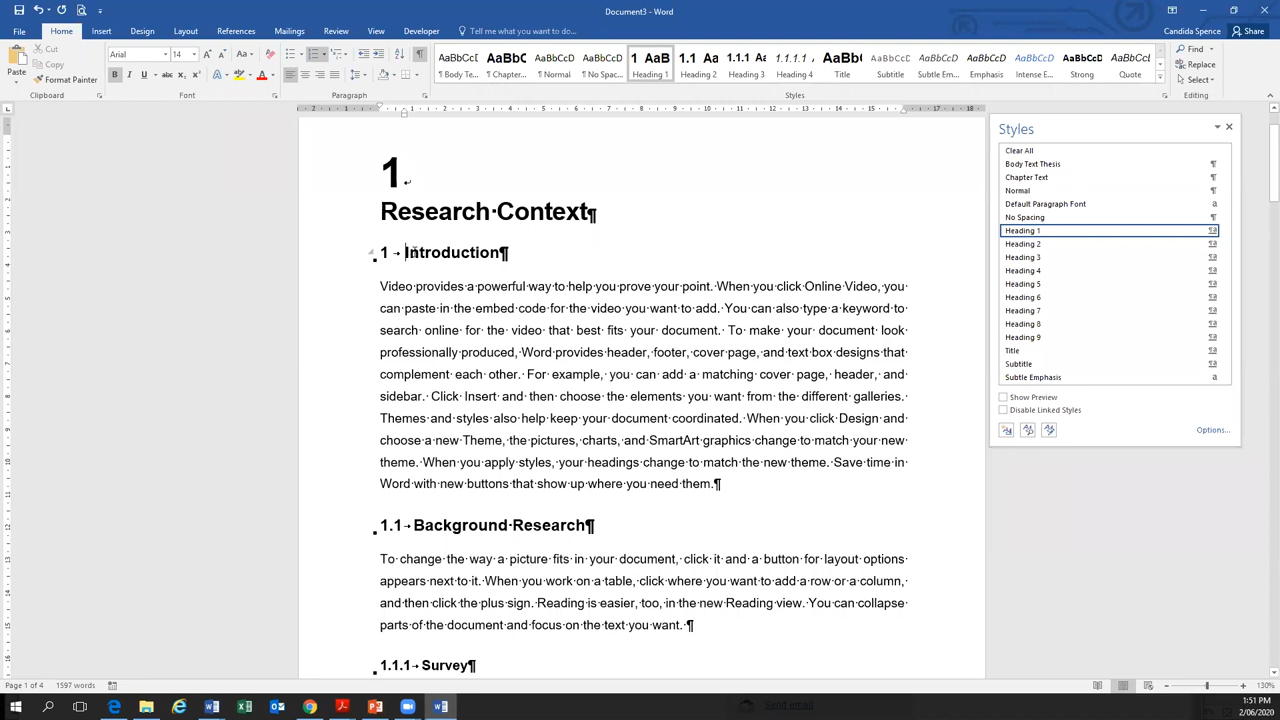 Document3 - Word
File Home Insert Design Layout References Mailings Review View Developer Tell me what you want to do...
Candida Spence Share
Paste
Cut
Copy
Format Painter
Clipboard
Arial 14
Font
Paragraph
AaBbCcD AaBbC AaBbCcI AaBbCcI 1 AaB 1.1 Aa 1.1.1 Aa 1.1.1.1 AaBb( AaBbCcD AaBbCcD AaBbCcD AaBbCcD AaBbCcD AaBbCcD
¶ Body Te... ¶ Chapter... ¶ Normal ¶ No Spac... Heading 1 Heading 2 Heading 3 Heading 4 Title Subtitle Subtle Em... Emphasis Intense E... Strong Quote
Styles
Find
Replace
Select
Editing
1
Research·Context¶
1 → Introduction¶
Video·provides·a·powerful·way·to·help·you·prove·your·point.·When·you·click·Online·Video,·you·
can·paste·in·the·embed·code·for·the·video·you·want·to·add.·You·can·also·type·a·keyword·to·
search·online·for·the·video·that·best·fits·your·document.·To·make·your·document·look·
professionally·produced,·Word·provides·header,·footer,·cover·page,·and·text·box·designs·that·
complement·each·other.·For·example,·you·can·add·a·matching·cover·page,·header,·and·
sidebar.·Click·Insert·and·then·choose·the·elements·you·want·from·the·different·galleries.·
Themes·and·styles·also·help·keep·your·document·coordinated.·When·you·click·Design·and·
choose·a·new·Theme,·the·pictures,·charts,·and·SmartArt·graphics·change·to·match·your·new·
theme.·When·you·apply·styles,·your·headings·change·to·match·the·new·theme.·Save·time·in·
Word·with·new·buttons·that·show·up·where·you·need·them.¶
1.1→Background·Research¶
To·change·the·way·a·picture·fits·in·your·document,·click·it·and·a·button·for·layout·options·
appears·next·to·it.·When·you·work·on·a·table,·click·where·you·want·to·add·a·row·or·a·column,·
and·then·click·the·plus·sign.·Reading·is·easier,·too,·in·the·new·Reading·view.·You·can·collapse·
parts·of·the·document·and·focus·on·the·text·you·want.·¶
1.1.1→Survey¶
Styles
Clear All
Body Text Thesis ¶
Chapter Text ¶
Normal ¶
Default Paragraph Font a
No Spacing ¶
Heading 1 ¶a
Heading 2 ¶a
Heading 3 ¶a
Heading 4 ¶a
Heading 5 ¶a
Heading 6 ¶a
Heading 7 ¶a
Heading 8 ¶a
Heading 9 ¶a
Title ¶a
Subtitle ¶a
Subtle Emphasis a
Show Preview
Disable Linked Styles
Options...
Page 1 of 4 1597 words
130%
Send email
1:51 PM
2/06/2020